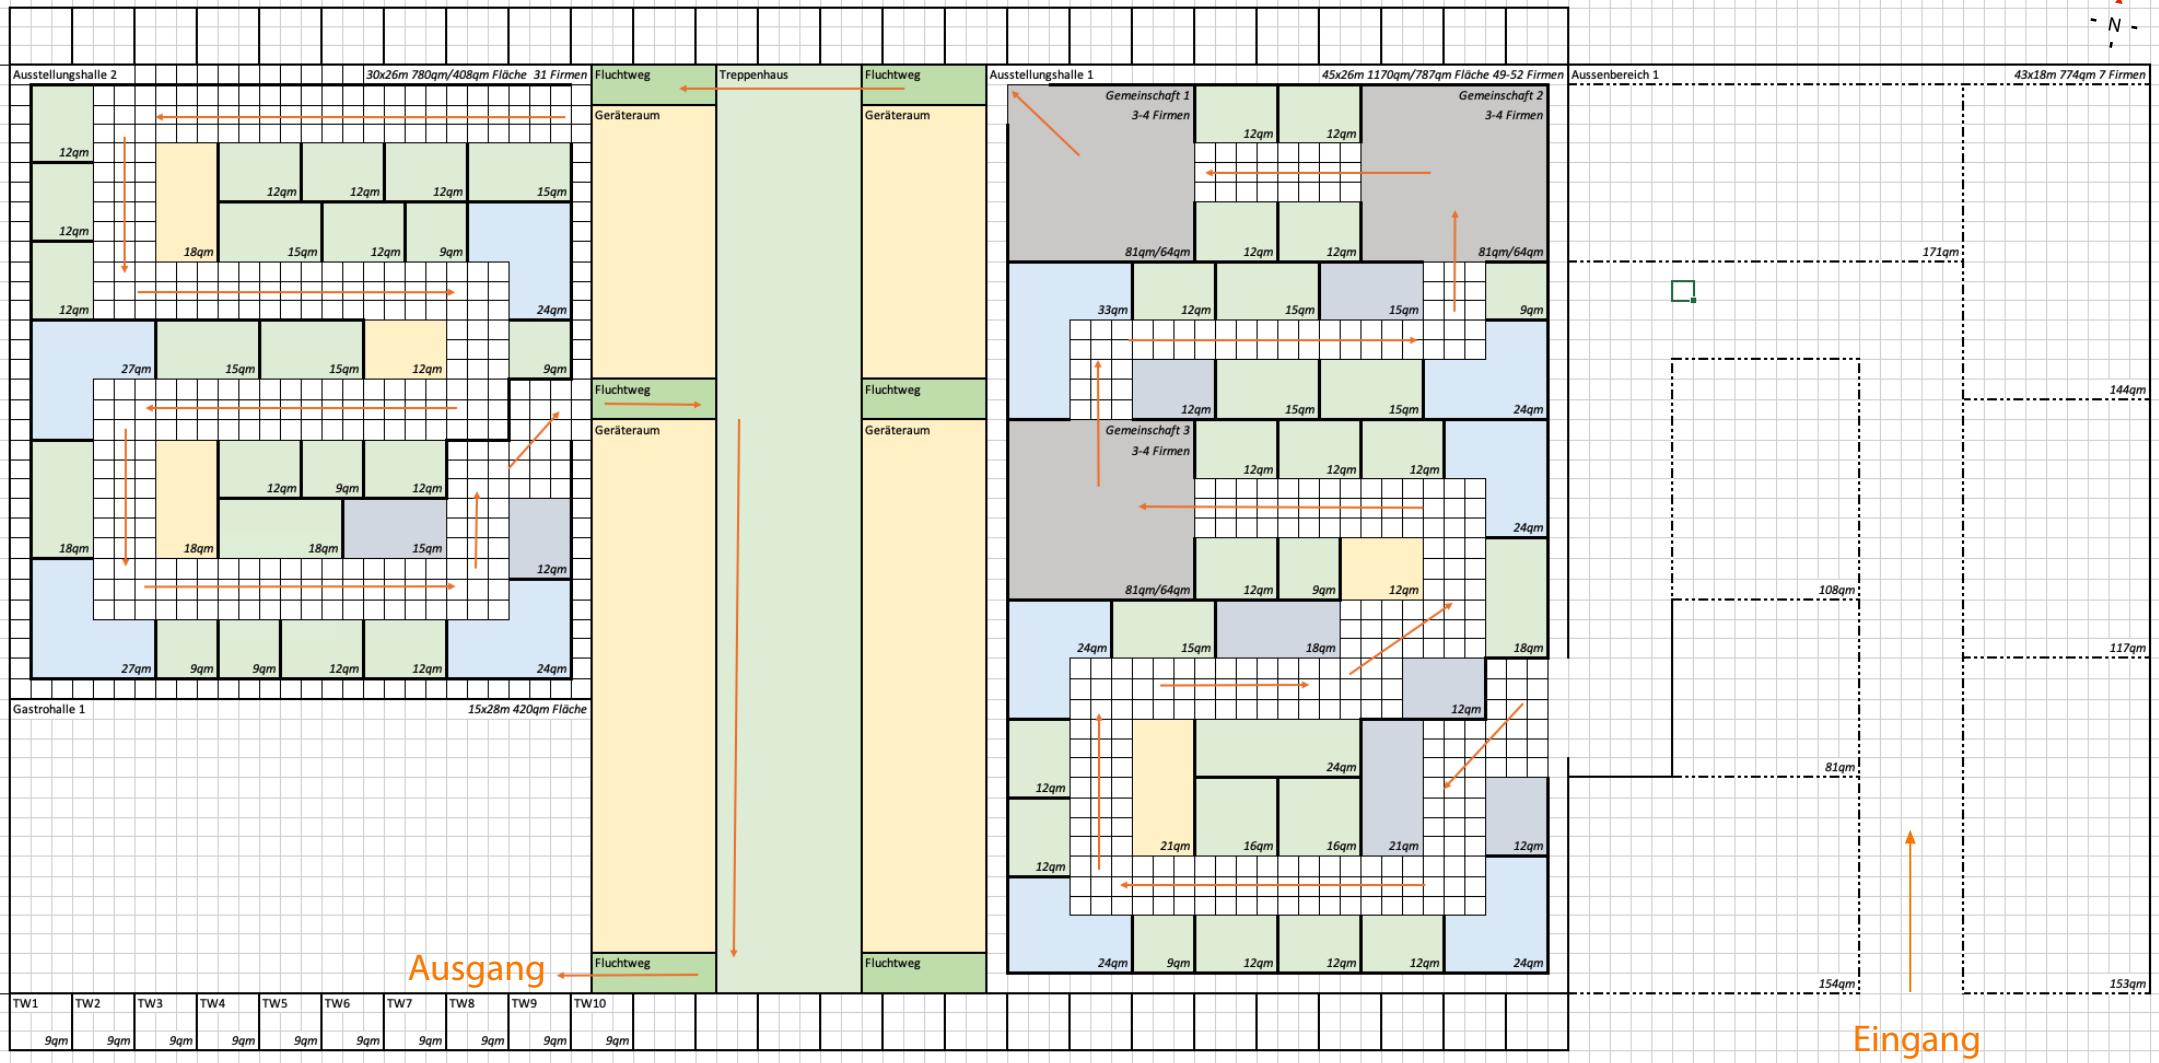 N
Ausstellungshalle 2 30x26m 780qm/408qm Fläche 31 Firmen
Fluchtweg Treppenhaus Fluchtweg
Ausstellungshalle 1 45x26m 1170qm/787qm Fläche 49-52 Firmen
Aussenbereich 1 43x18m 774qm 7 Firmen
Gemeinschaft 1 Gemeinschaft 2
3-4 Firmen 3-4 Firmen
Geräteraum Geräteraum
12qm 12qm
12qm
12qm 12qm 12qm 15qm
12qm
18qm 15qm 12qm 9qm
81qm/64qm 12qm 12qm 81qm/64qm
171qm
12qm 24qm
33qm 12qm 15qm 15qm 9qm
27qm 15qm 15qm 12qm 9qm
Fluchtweg Fluchtweg
144qm
12qm 15qm 15qm 24qm
Geräteraum Geräteraum
Gemeinschaft 3
3-4 Firmen
12qm 12qm 12qm
12qm 9qm 12qm
24qm
18qm 18qm 18qm 15qm
12qm
81qm/64qm 12qm 9qm 12qm
108qm
24qm 15qm 18qm 18qm
117qm
27qm 9qm 9qm 12qm 12qm 24qm
Gastrohalle 1 15x28m 420qm Fläche
12qm
24qm
81qm
12qm
21qm 16qm 16qm 21qm 12qm
12qm
Fluchtweg Fluchtweg
24qm 9qm 12qm 12qm 12qm 24qm
Ausgang
154qm 153qm
TW1 TW2 TW3 TW4 TW5 TW6 TW7 TW8 TW9 TW10
9qm 9qm 9qm 9qm 9qm 9qm 9qm 9qm 9qm 9qm
Eingang